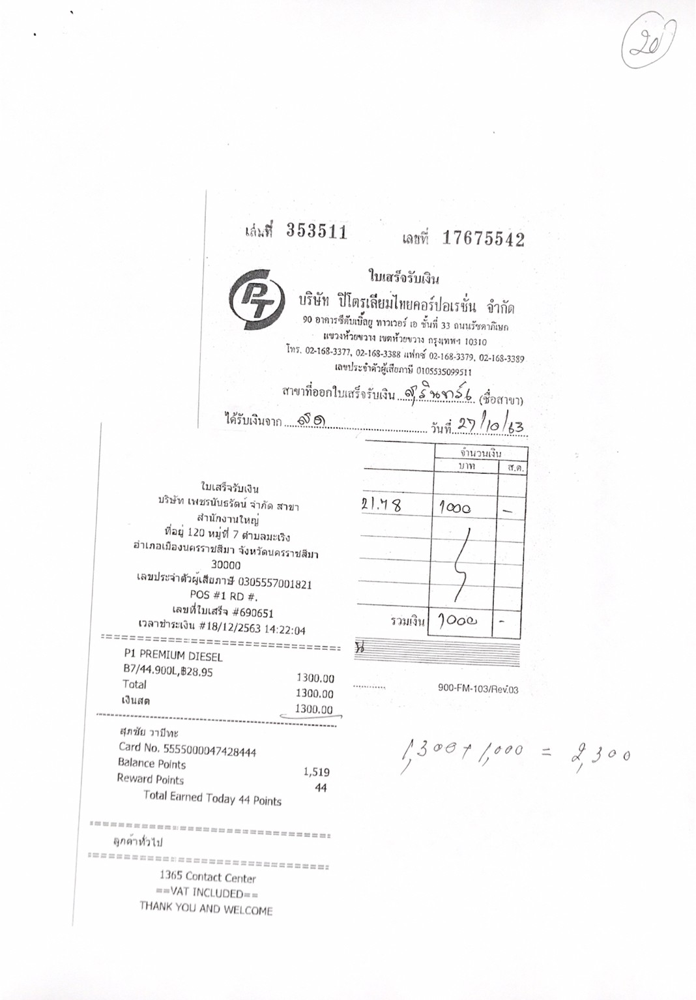 20
เล่มที่ 353511 เลขที่ 17675542
ใบเสร็จรับเงิน
PT
บริษัท ปิโตรเลียมไทยคอร์ปอเรชั่น จำกัด
90 อาคารซีดับเบิ้ลยู ทาวเวอร์ เอ ชั้นที่ 33 ถนนรัชดาภิเษก
แขวงห้วยขวาง เขตห้วยขวาง กรุงเทพฯ 10310
โทร. 02-168-3377, 02-168-3388 แฟกซ์ 02-168-3379, 02-168-3389
เลขประจำตัวผู้เสียภาษี 0105535099511
สาขาที่ออกใบเสร็จรับเงิน สุรินทร์ (ชื่อสาขา)
ได้รับเงินจาก สด วันที่ 27/10/63
จำนวนเงิน
บาท ส.ต.
21.78 1000 -
รวมเงิน 1000 -
น
900-FM-103/Rev.03
ใบเสร็จรับเงิน
บริษัท เพชรนันธรัตน์ จำกัด สาขา
สำนักงานใหญ่
ที่อยู่ 120 หมู่ที่ 7 ตำบลมะเริง
อำเภอเมืองนครราชสีมา จังหวัดนครราชสีมา
30000
เลขประจำตัวผู้เสียภาษี 0305557001821
POS #1 RD #.
เลขที่ใบเสร็จ #690651
เวลาชำระเงิน #18/12/2563 14:22:04
P1 PREMIUM DIESEL
B7/44.900L,฿28.95 1300.00
Total 1300.00
เงินสด 1300.00
สุภชัย วาปีทะ
Card No. 5555000047428444
Balance Points 1,519
Reward Points 44
Total Earned Today 44 Points
ลูกค้าทั่วไป
1365 Contact Center
==VAT INCLUDED==
THANK YOU AND WELCOME
1,300 + 1,000 = 2,300